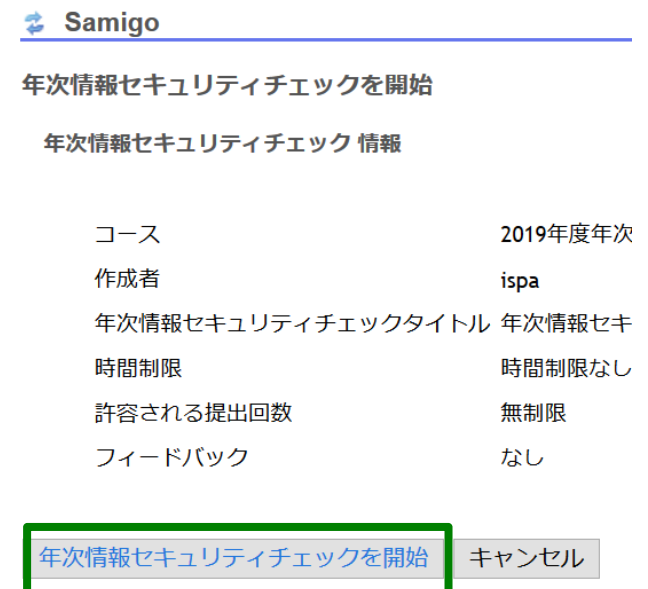 Samigo
年次情報セキュリティチェックを開始
年次情報セキュリティチェック 情報
コース 2019年度年次
作成者 ispa
年次情報セキュリティチェックタイトル 年次情報セキ
時間制限 時間制限なし
許容される提出回数 無制限
フィードバック なし
年次情報セキュリティチェックを開始 キャンセル